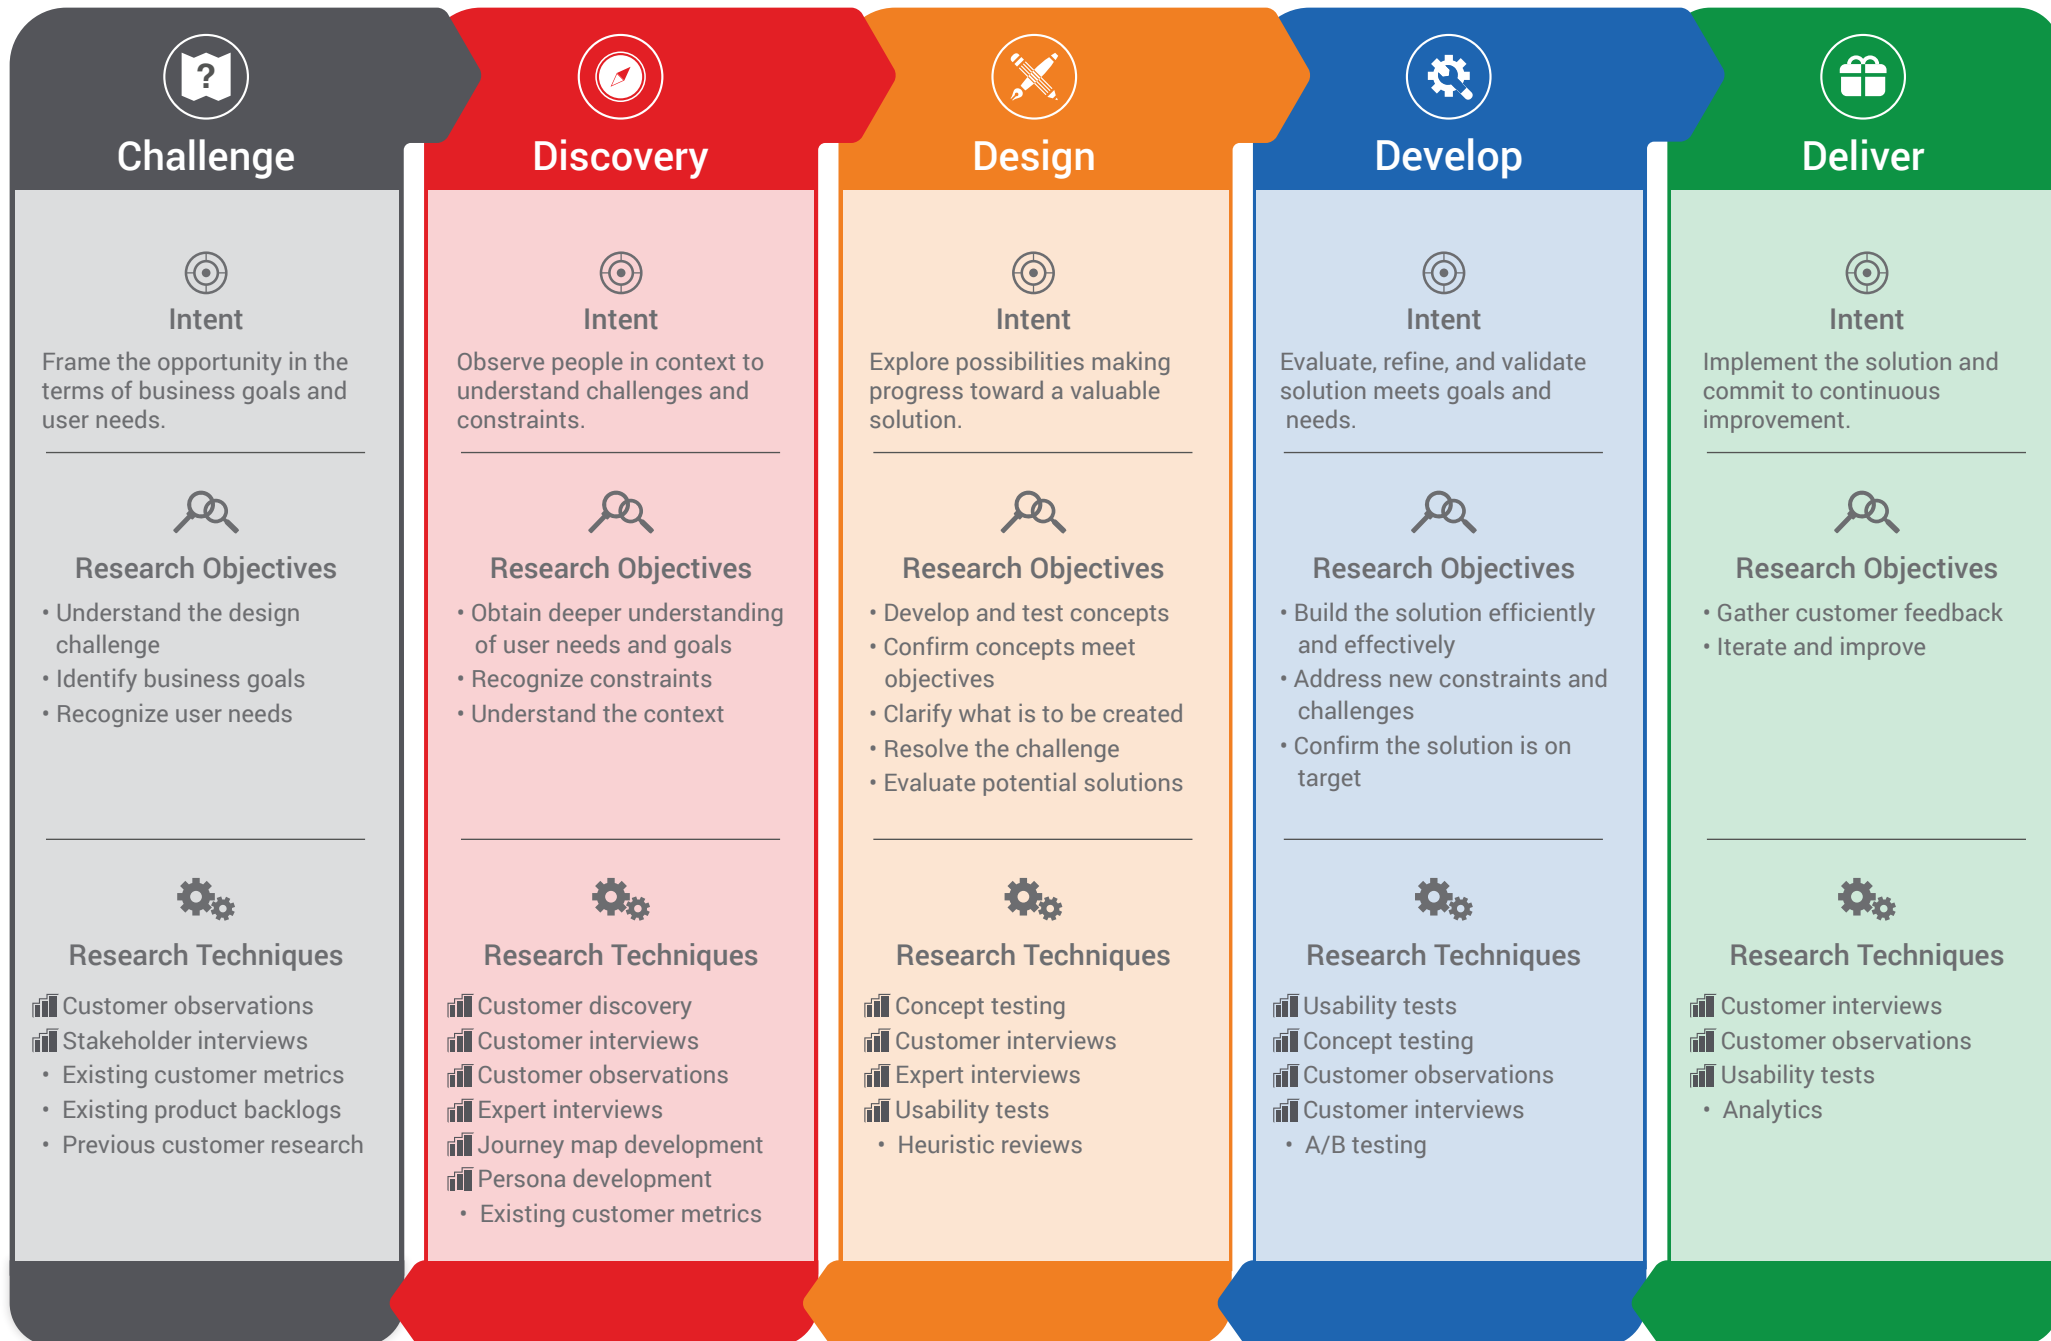 ?
Challenge
Intent
Frame the opportunity in the
terms of business goals and
user needs.
Research Objectives
• Understand the design
challenge
• Identify business goals
• Recognize user needs
Research Techniques
Customer observations
Stakeholder interviews
• Existing customer metrics
• Existing product backlogs
• Previous customer research
Discovery
Intent
Observe people in context to
understand challenges and
constraints.
Research Objectives
• Obtain deeper understanding
of user needs and goals
• Recognize constraints
• Understand the context
Research Techniques
Customer discovery
Customer interviews
Customer observations
Expert interviews
Journey map development
Persona development
• Existing customer metrics
Design
Intent
Explore possibilities making
progress toward a valuable
solution.
Research Objectives
• Develop and test concepts
• Confirm concepts meet
objectives
• Clarify what is to be created
• Resolve the challenge
• Evaluate potential solutions
Research Techniques
Concept testing
Customer interviews
Expert interviews
Usability tests
• Heuristic reviews
Develop
Intent
Evaluate, refine, and validate
solution meets goals and
needs.
Research Objectives
• Build the solution efficiently
and effectively
• Address new constraints and
challenges
• Confirm the solution is on
target
Research Techniques
Usability tests
Concept testing
Customer observations
Customer interviews
• A/B testing
Deliver
Intent
Implement the solution and
commit to continuous
improvement.
Research Objectives
• Gather customer feedback
• Iterate and improve
Research Techniques
Customer interviews
Customer observations
Usability tests
• Analytics